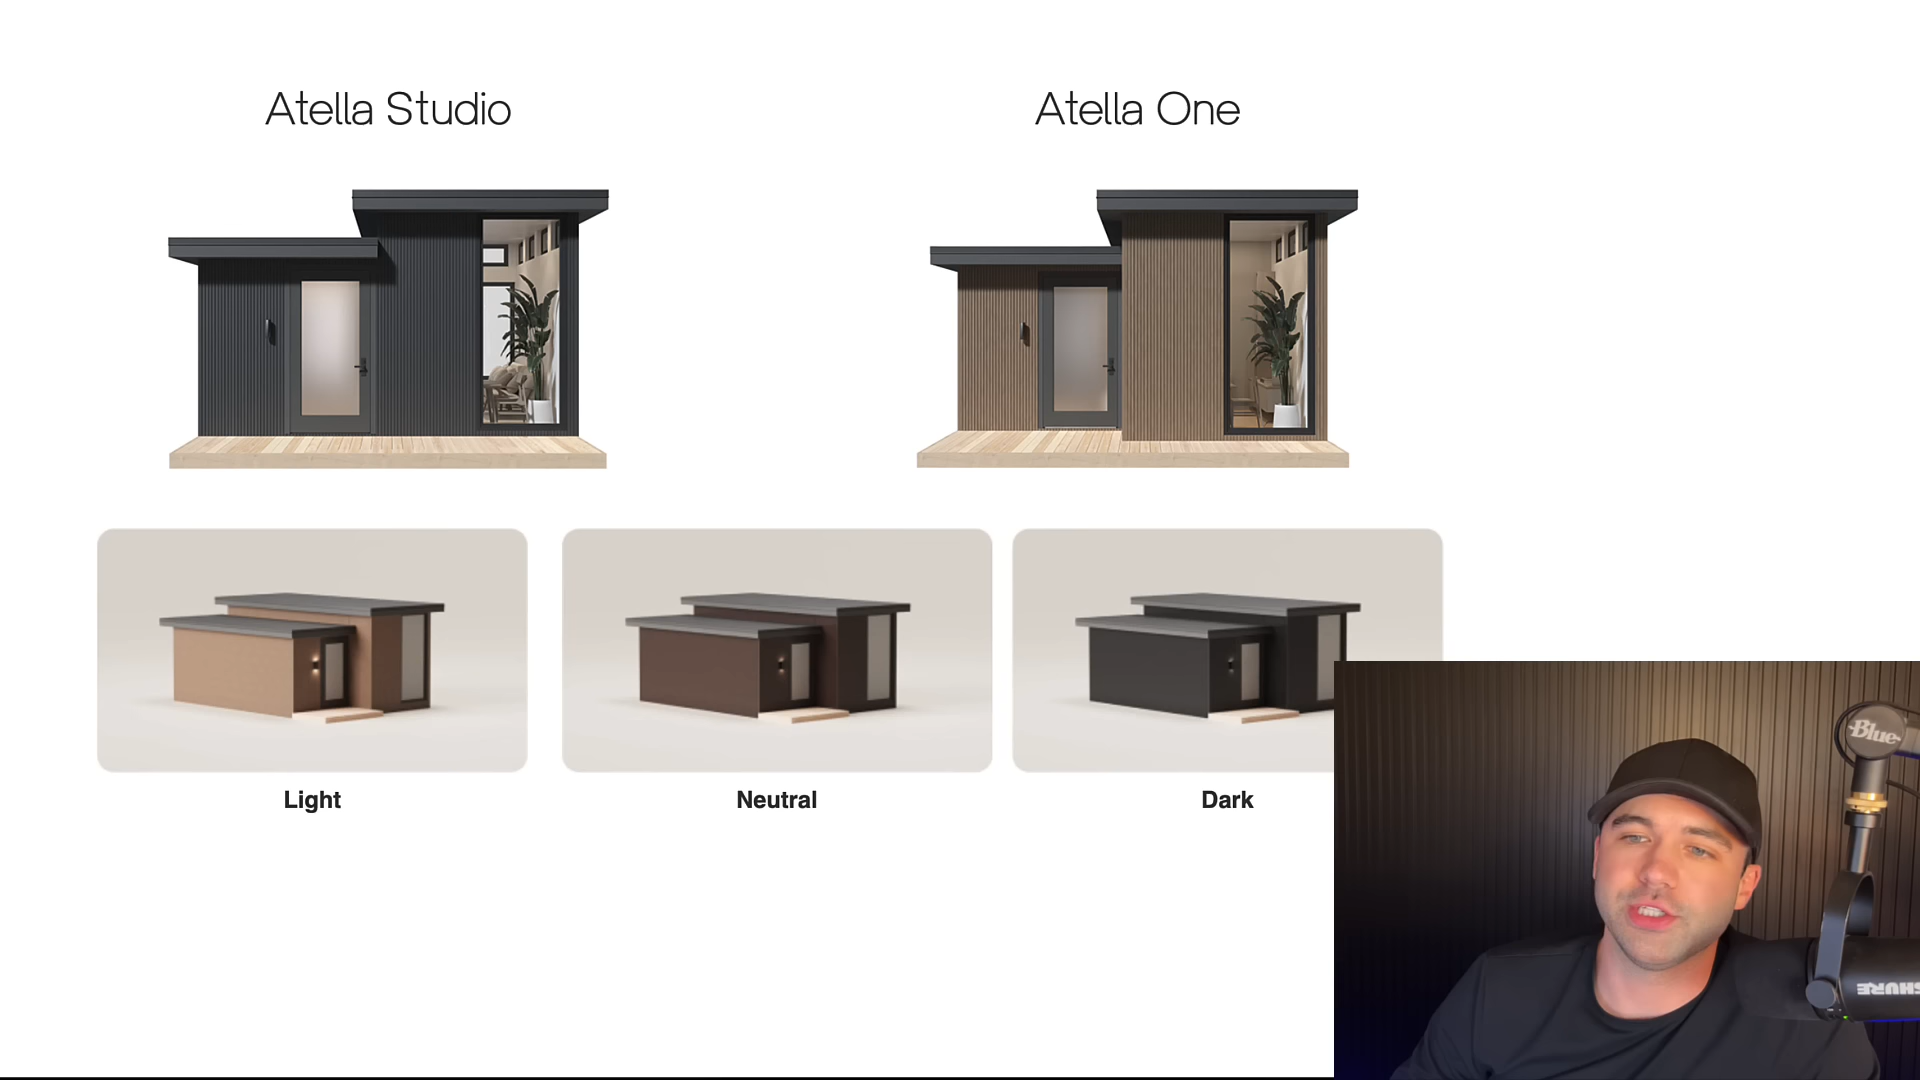 Atella Studio
Atella One
Light
Neutral
Dark
Blue
SHURE